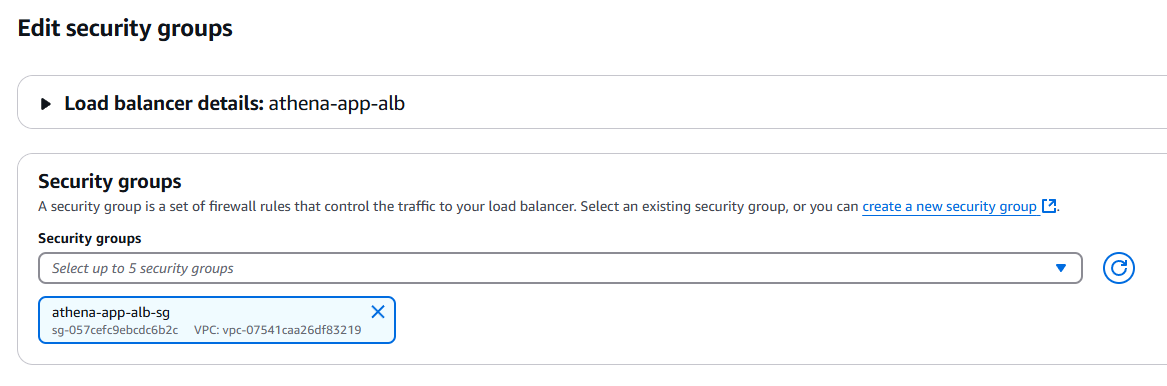 Edit security groups
Load balancer details: athena-app-alb
Security groups
A security group is a set of firewall rules that control the traffic to your load balancer. Select an existing security group, or you can create a new security group.
Security groups
Select up to 5 security groups
athena-app-alb-sg
sg-057cefc9ebcdc6b2c VPC: vpc-07541caa26df83219